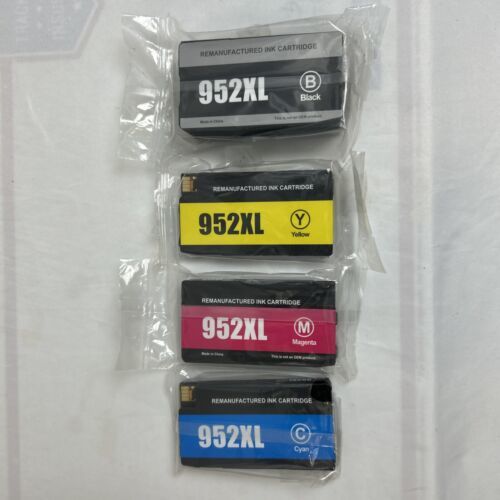 REMANUFACTURED INK CARTRIDGE
952XL
B
Black
Made in China
This is not an OEM product.
REMANUFACTURED INK CARTRIDGE
952XL
Y
Yellow
REMANUFACTURED INK CARTRIDGE
952XL
M
Magenta
Made in China
This is not an OEM product.
REMANUFACTURED INK CARTRIDGE
952XL
C
Cyan